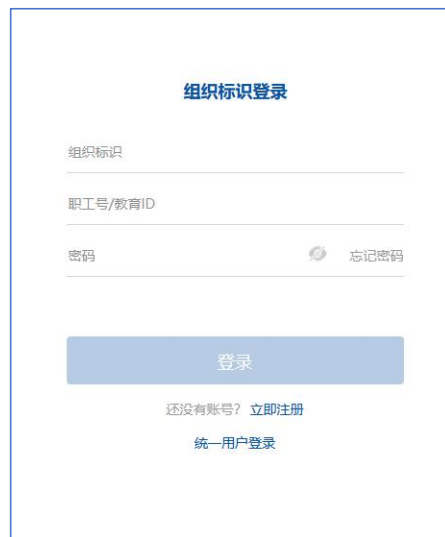 组织标识登录
组织标识
职工号/教育ID
密码 忘记密码
登录
还没有账号? 立即注册
统一用户登录